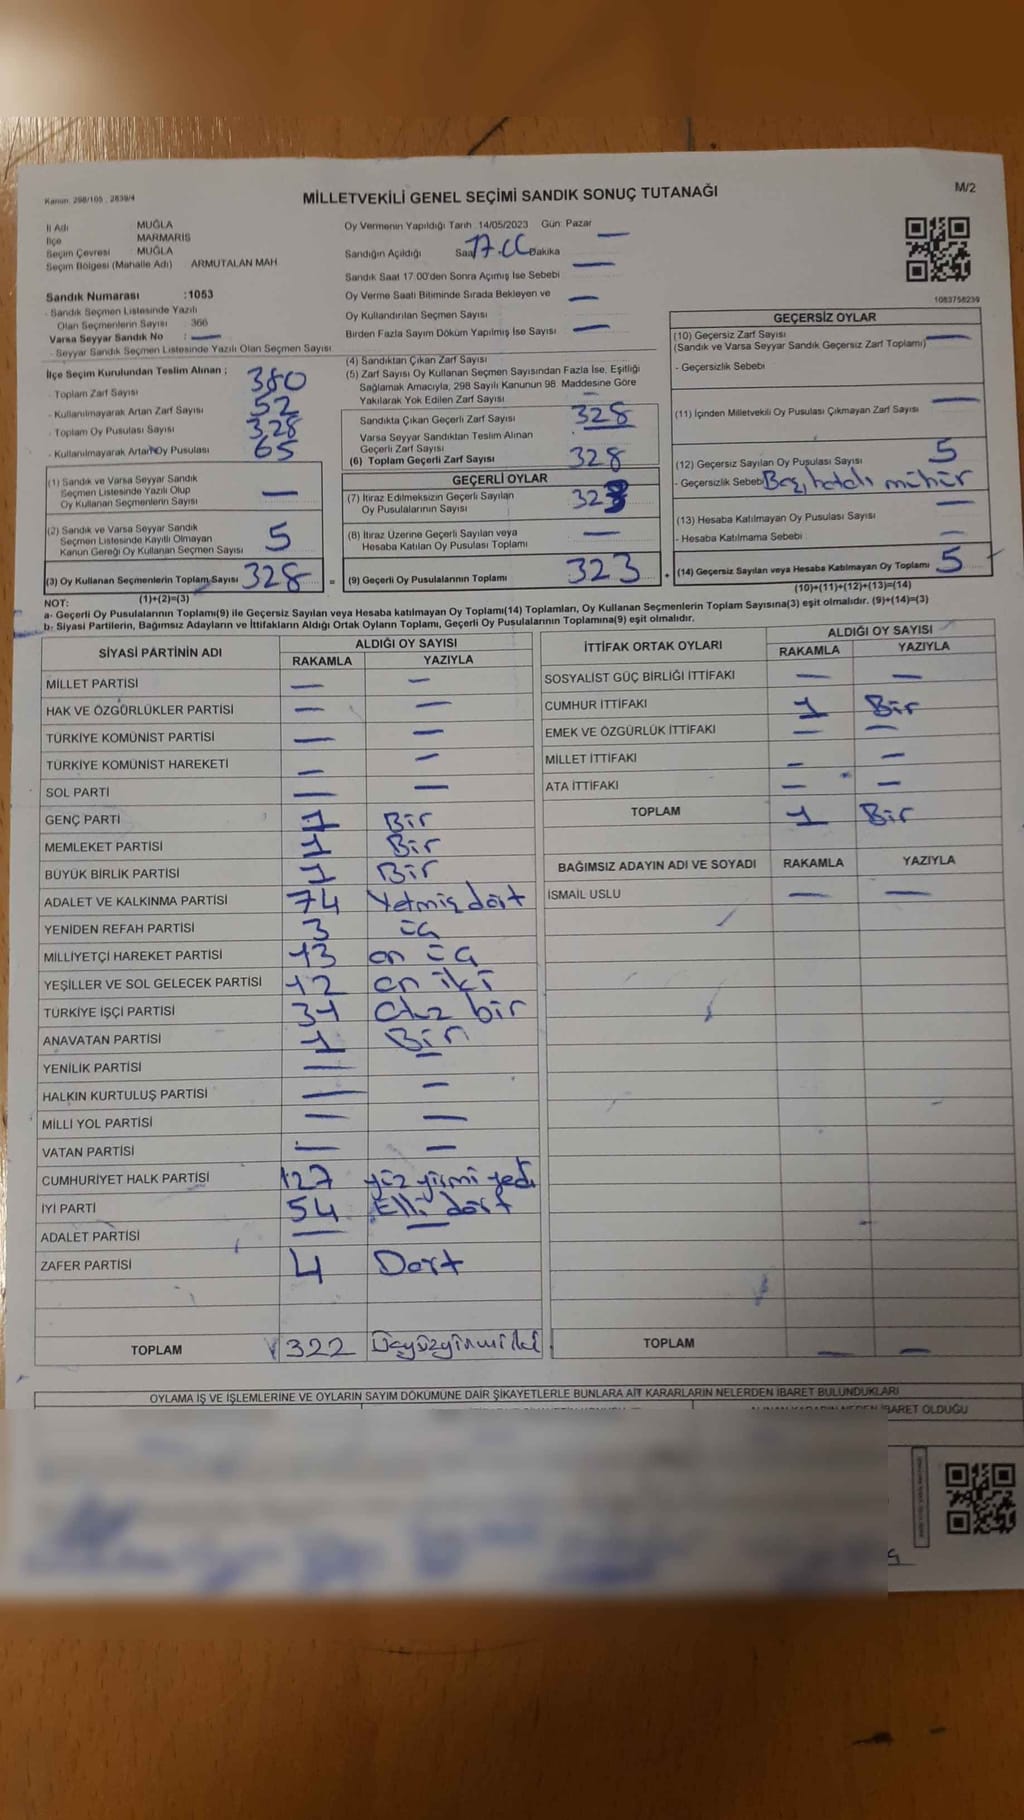 Kanun: 298/105 , 2839/4
MİLLETVEKİLİ GENEL SEÇİMİ SANDIK SONUÇ TUTANAĞI
M/2
İl Adı MUĞLA
İlçe MARMARİS
Seçim Çevresi MUĞLA
Seçim Bölgesi (Mahalle Adı) ARMUTALAN MAH
Sandık Numarası :1053
- Sandık Seçmen Listesinde Yazılı
Olan Seçmenlerin Sayısı : 366
Varsa Seyyar Sandık No : —
- Seyyar Sandık Seçmen Listesinde Yazılı Olan Seçmen Sayısı
Oy Vermenin Yapıldığı Tarih 14/05/2023 Gün: Pazar
Sandığın Açıldığı Saat 17.00 Dakika —
Sandık Saat 17:00'den Sonra Açımış İse Sebebi —
Oy Verme Saati Bitiminde Sırada Bekleyen ve
Oy Kullandırılan Seçmen Sayısı —
Birden Fazla Sayım Döküm Yapılmış İse Sayısı —
1083758239
İlçe Seçim Kurulundan Teslim Alınan ;
- Toplam Zarf Sayısı 380
- Kullanılmayarak Artan Zarf Sayısı 52
- Toplam Oy Pusulası Sayısı 328
- Kullanılmayarak Artan Oy Pusulası 65
(1) Sandık ve Varsa Seyyar Sandık
Seçmen Listesinde Yazılı Olup
Oy Kullanan Seçmenlerin Sayısı —
(2) Sandık ve Varsa Seyyar Sandık
Seçmen Listesinde Kayıtlı Olmayan
Kanun Gereği Oy Kullanan Seçmen Sayısı 5
(3) Oy Kullanan Seçmenlerin Toplam Sayısı 328 =
(1)+(2)=(3)
(4) Sandıktan Çıkan Zarf Sayısı
(5) Zarf Sayısı Oy Kullanan Seçmen Sayısından Fazla İse, Eşitliği
Sağlamak Amacıyla, 298 Sayılı Kanunun 98. Maddesine Göre
Yakılarak Yok Edilen Zarf Sayısı —
Sandıkta Çıkan Geçerli Zarf Sayısı 328
Varsa Seyyar Sandıktan Teslim Alınan
Geçerli Zarf Sayısı —
(6) Toplam Geçerli Zarf Sayısı 328
GEÇERLİ OYLAR
(7) İtiraz Edilmeksizin Geçerli Sayılan
Oy Pusulalarının Sayısı 323
(8) İtiraz Üzerine Geçerli Sayılan veya
Hesaba Katılan Oy Pusulası Toplamı —
(9) Geçerli Oy Pusulalarının Toplamı 323
GEÇERSİZ OYLAR
(10) Geçersiz Zarf Sayısı
(Sandık ve Varsa Seyyar Sandık Geçersiz Zarf Toplamı) —
- Geçersizlik Sebebi
(11) İçinden Milletvekili Oy Pusulası Çıkmayan Zarf Sayısı —
(12) Geçersiz Sayılan Oy Pusulası Sayısı 5
- Geçersizlik Sebebi Boş, hatalı mühür
(13) Hesaba Katılmayan Oy Pusulası Sayısı —
- Hesaba Katılmama Sebebi —
(14) Geçersiz Sayılan veya Hesaba Katılmayan Oy Toplamı 5
(10)+(11)+(12)+(13)=(14)
NOT:
a- Geçerli Oy Pusulalarının Toplamı(9) ile Geçersiz Sayılan veya Hesaba katılmayan Oy Toplamı(14) Toplamları, Oy Kullanan Seçmenlerin Toplam Sayısına(3) eşit olmalıdır. (9)+(14)=(3)
b- Siyasi Partilerin, Bağımsız Adayların ve İttifakların Aldığı Ortak Oyların Toplamı, Geçerli Oy Pusulalarının Toplamına(9) eşit olmalıdır.
SİYASİ PARTİNİN ADI ALDIĞI OY SAYISI
RAKAMLA YAZIYLA
MİLLET PARTİSİ — —
HAK VE ÖZGÜRLÜKLER PARTİSİ — —
TÜRKİYE KOMÜNİST PARTİSİ — —
TÜRKİYE KOMÜNİST HAREKETİ — —
SOL PARTİ — —
GENÇ PARTİ 1 Bir
MEMLEKET PARTİSİ 1 Bir
BÜYÜK BİRLİK PARTİSİ 1 Bir
ADALET VE KALKINMA PARTİSİ 74 Yetmiş dört
YENİDEN REFAH PARTİSİ 3 üç
MİLLİYETÇİ HAREKET PARTİSİ 13 on üç
YEŞİLLER VE SOL GELECEK PARTİSİ 12 on iki
TÜRKİYE İŞÇİ PARTİSİ 31 otuz bir
ANAVATAN PARTİSİ 1 Bir
YENİLİK PARTİSİ — —
HALKIN KURTULUŞ PARTİSİ — —
MİLLİ YOL PARTİSİ — —
VATAN PARTİSİ — —
CUMHURİYET HALK PARTİSİ 127 yüz yirmi yedi
İYİ PARTİ 54 Elli dört
ADALET PARTİSİ — —
ZAFER PARTİSİ 4 Dört
TOPLAM 322 Üçyüzyirmi iki
İTTİFAK ORTAK OYLARI ALDIĞI OY SAYISI
RAKAMLA YAZIYLA
SOSYALİST GÜÇ BİRLİĞİ İTTİFAKI — —
CUMHUR İTTİFAKI 1 Bir
EMEK VE ÖZGÜRLÜK İTTİFAKI — —
MİLLET İTTİFAKI — —
ATA İTTİFAKI — —
TOPLAM 1 Bir
BAĞIMSIZ ADAYIN ADI VE SOYADI RAKAMLA YAZIYLA
İSMAİL USLU — —
TOPLAM — —
OYLAMA İŞ VE İŞLEMLERİNE VE OYLARIN SAYIM DÖKÜMÜNE DAİR ŞİKAYETLERLE BUNLARA AİT KARARLARIN NELERDEN İBARET BULUNDUKLARI
İBARET OLDUĞU